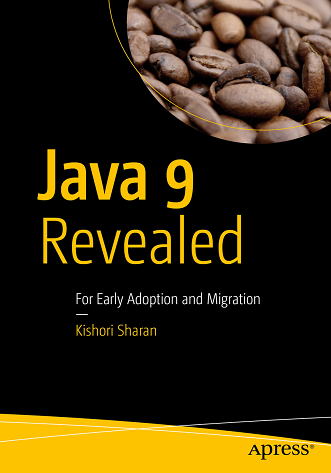 Java 9
Revealed
For Early Adoption and Migration
Kishori Sharan
Apress®